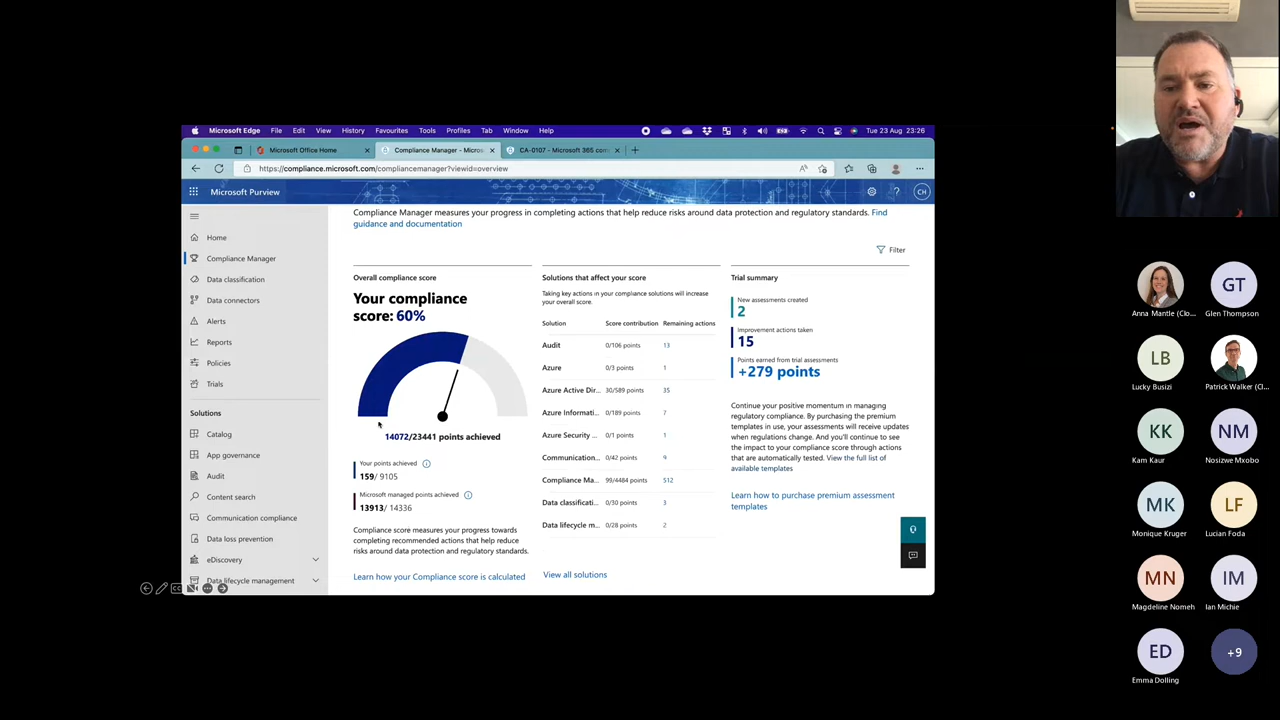 Microsoft Edge File Edit View History Favourites Tools Profiles Tab Window Help Tue 23 Aug 23:26
Microsoft Office Home Compliance Manager - Micros CA-0107 - Microsoft 365 com
https://compliance.microsoft.com/compliancemanager?viewid=overview
Microsoft Purview CH
Home
Compliance Manager
Data classification
Data connectors
Alerts
Reports
Policies
Trials
Solutions
Catalog
App governance
Audit
Content search
Communication compliance
Data loss prevention
eDiscovery
Data lifecycle management
Compliance Manager measures your progress in completing actions that help reduce risks around data protection and regulatory standards. Find
guidance and documentation
Filter
Overall compliance score
Your compliance
score: 60%
14072/23441 points achieved
Your points achieved
159/ 9105
Microsoft managed points achieved
13913/ 14336
Compliance score measures your progress towards
completing recommended actions that help reduce
risks around data protection and regulatory standards.
Learn how your Compliance score is calculated
Solutions that affect your score
Taking key actions in your compliance solutions will increase
your overall score.
Solution Score contribution Remaining actions
Audit 0/106 points 13
Azure 0/3 points 1
Azure Active Dir... 30/589 points 35
Azure Informati... 0/189 points 7
Azure Security ... 0/1 points 1
Communication... 0/42 points 9
Compliance Ma... 99/4484 points 512
Data classificati... 0/30 points 3
Data lifecycle m... 0/28 points 2
View all solutions
Trial summary
New assessments created
2
Improvement actions taken
15
Points earned from trial assessments
+279 points
Continue your positive momentum in managing
regulatory compliance. By purchasing the premium
templates in use, your assessments will receive updates
when regulations change. And you'll continue to see
the impact to your compliance score through actions
that are automatically tested. View the full list of
available templates
Learn how to purchase premium assessment
templates
CC
Anna Mantle (Clo...
GT
Glen Thompson
LB
Lucky Busizi
Patrick Walker (Cl...
KK
Kam Kaur
NM
Nosizwe Mxobo
MK
Monique Kruger
LF
Lucian Foda
MN
Magdeline Nomeh
IM
Ian Michie
ED
Emma Dolling
+9